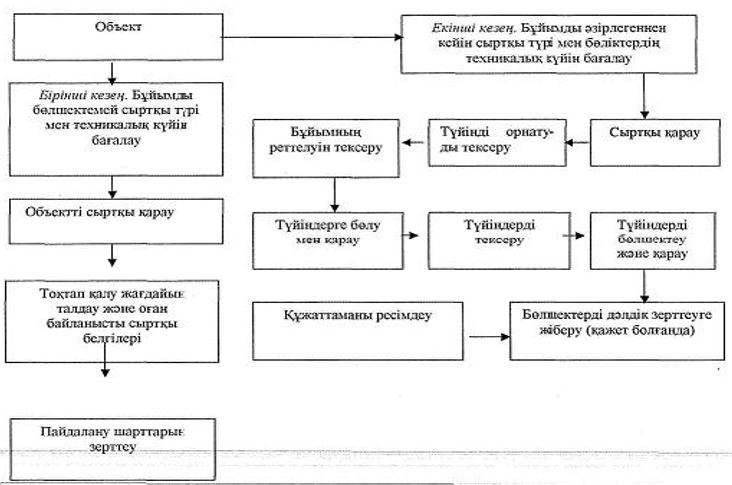 Объект
Екінші кезең. Бұйымды әзірлегеннен
кейін сыртқы түрі мен бөліктердің
техникалық күйін бағалау
Бірінші кезең. Бұйымды
бөлшектемей сыртқы түрі
мен техникалық күйін
бағалау
Бұйымның
реттелуін тексеру
Түйінді орнату-
ды тексеру
Сыртқы қарау
Объектті сыртқы қарау
Түйіндерге бөлу
мен қарау
Түйіндерді
тексеру
Түйіндерді
бөлшектеу
және қарау
Тоқтап қалу жағдайын
талдау және оған
байланысты сыртқы
белгілері
Құжаттаманы ресімдеу
Бөлшектерді дәлдік зерттеуге
жіберу (қажет болғанда)
Пайдалану шарттарын
зерттеу